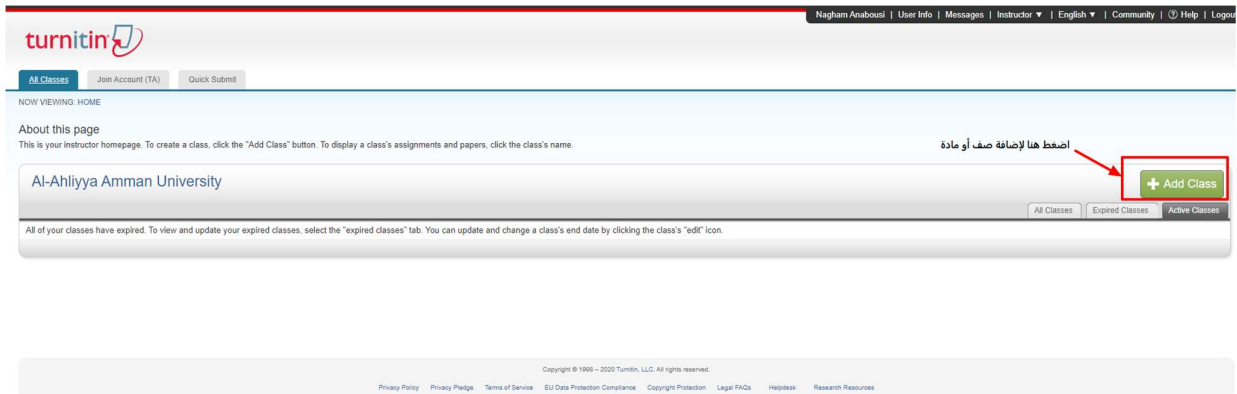 Nagham Anabousi | User Info | Messages | Instructor ▼ | English ▼ | Community | ? Help | Logout
turnitin
All Classes Join Account (TA) Quick Submit
NOW VIEWING: HOME
About this page
This is your instructor homepage. To create a class, click the "Add Class" button. To display a class's assignments and papers, click the class's name.
اضغط هنا لإضافة صف أو مادة
Al-Ahliyya Amman University
+ Add Class
All Classes Expired Classes Active Classes
All of your classes have expired. To view and update your expired classes, select the "expired classes" tab. You can update and change a class's end date by clicking the class's "edit" icon.
Copyright © 1998 – 2020 Turnitin, LLC. All rights reserved.
Privacy Policy Privacy Pledge Terms of Service EU Data Protection Compliance Copyright Protection Legal FAQs Helpdesk Research Resources